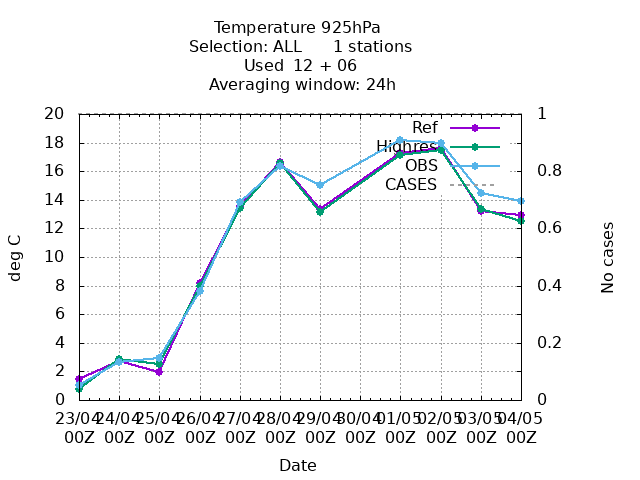 Temperature 925hPa
Selection: ALL 1 stations
Used 12 + 06
Averaging window: 24h
20
18
16
14
12
10
8
6
4
2
0
deg C
1
0.8
0.6
0.4
0.2
0
No cases
Ref
Highres
OBS
CASES
23/04 24/04 25/04 26/04 27/04 28/04 29/04 30/04 01/05 02/05 03/05 04/05
00Z 00Z 00Z 00Z 00Z 00Z 00Z 00Z 00Z 00Z 00Z 00Z
Date